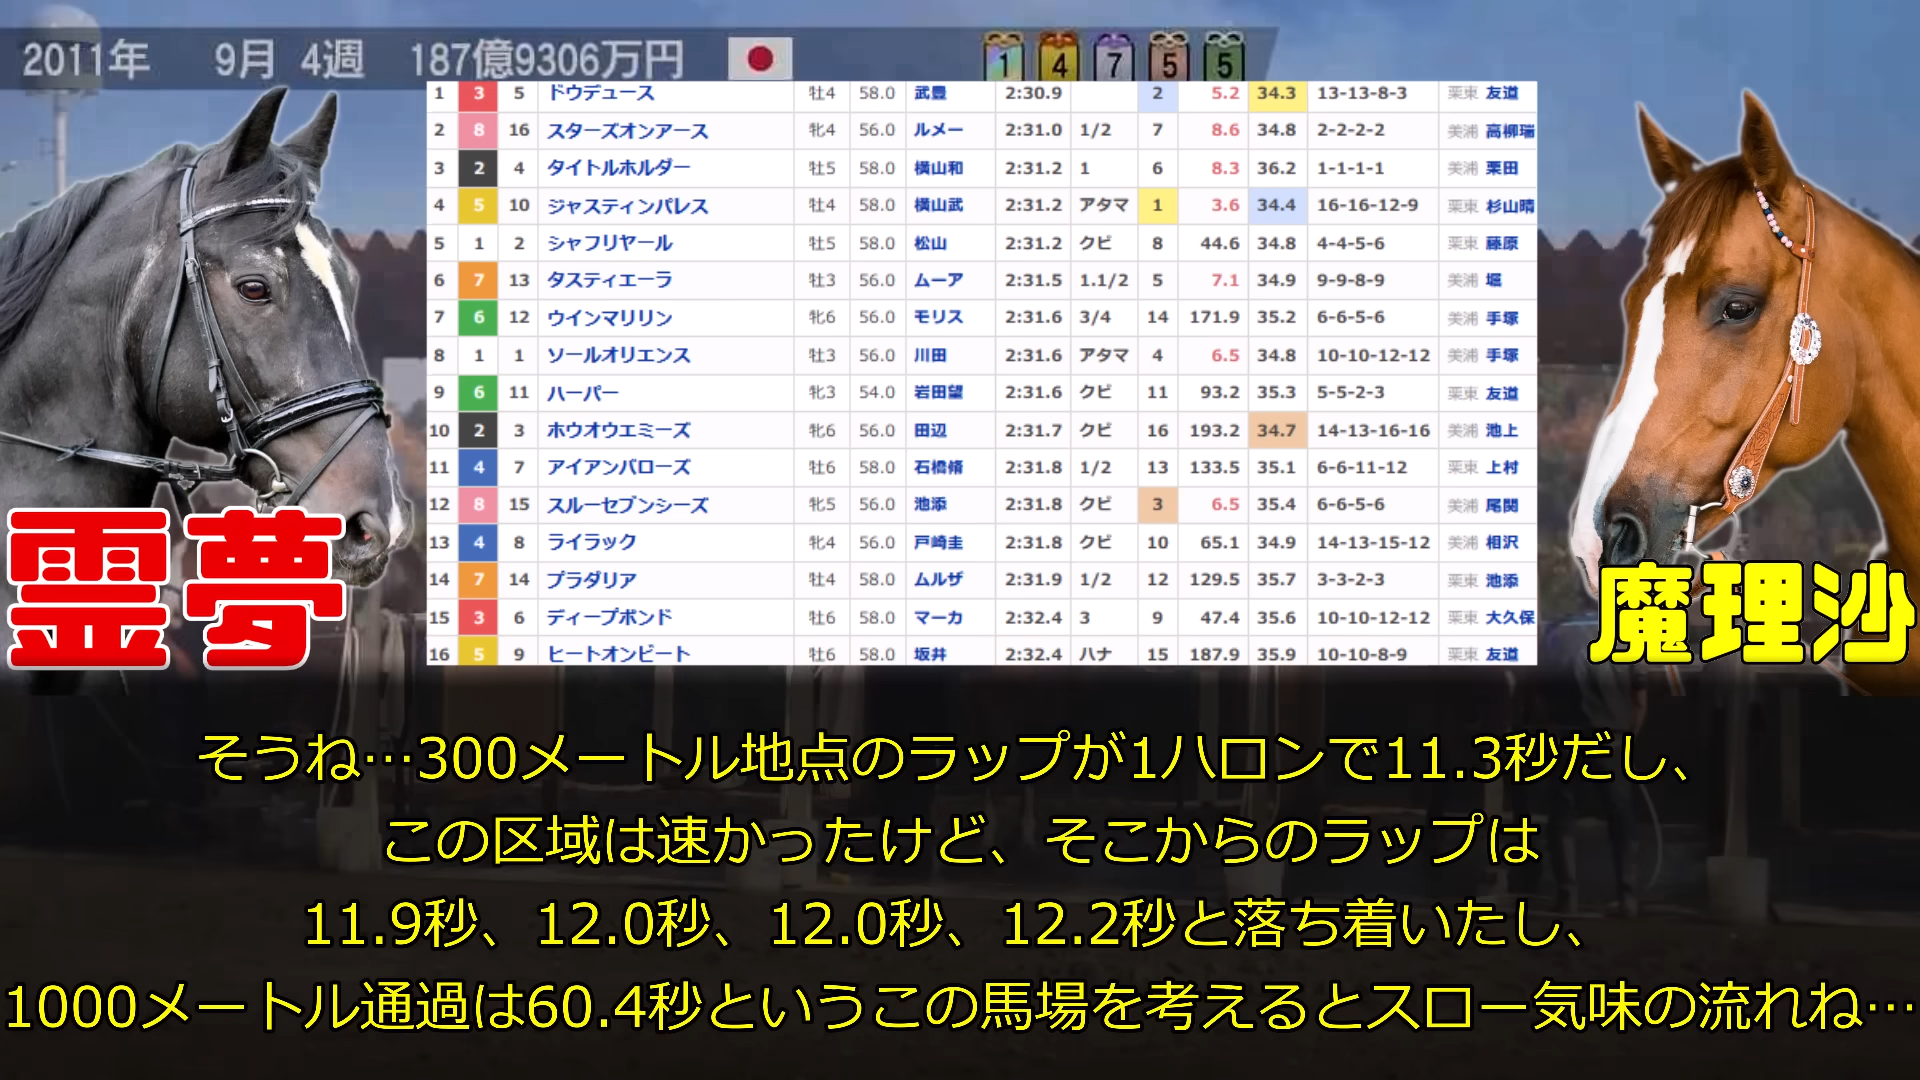 2011年 9月 4週 187億9306万円 1 4 7 5 5
1 3 5 ドウデュース 牡4 58.0 武豊 2:30.9 2 5.2 34.3 13-13-8-3 栗東 友道
2 8 16 スターズオンアース 牝4 56.0 ルメー 2:31.0 1/2 7 8.6 34.8 2-2-2-2 美浦 高柳瑞
3 2 4 タイトルホルダー 牡5 58.0 横山和 2:31.2 1 6 8.3 36.2 1-1-1-1 美浦 栗田
4 5 10 ジャスティンパレス 牡4 58.0 横山武 2:31.2 アタマ 1 3.6 34.4 16-16-12-9 栗東 杉山晴
5 1 2 シャフリヤール 牡5 58.0 松山 2:31.2 クビ 8 44.6 34.8 4-4-5-6 栗東 藤原
6 7 13 タスティエーラ 牡3 56.0 ムーア 2:31.5 1.1/2 5 7.1 34.9 9-9-8-9 美浦 堀
7 6 12 ウインマリリン 牝6 56.0 モリス 2:31.6 3/4 14 171.9 35.2 6-6-5-6 美浦 手塚
8 1 1 ソールオリエンス 牡3 56.0 川田 2:31.6 アタマ 4 6.5 34.8 10-10-12-12 美浦 手塚
9 6 11 ハーパー 牝3 54.0 岩田望 2:31.6 クビ 11 93.2 35.3 5-5-2-3 栗東 友道
10 2 3 ホウオウエミーズ 牝6 56.0 田辺 2:31.7 クビ 16 193.2 34.7 14-13-16-16 美浦 池上
11 4 7 アイアンバローズ 牡6 58.0 石橋脩 2:31.8 1/2 13 133.5 35.1 6-6-11-12 栗東 上村
12 8 15 スルーセブンシーズ 牝5 56.0 池添 2:31.8 クビ 3 6.5 35.4 6-6-5-6 美浦 尾関
13 4 8 ライラック 牝4 56.0 戸崎圭 2:31.8 クビ 10 65.1 34.9 14-13-15-12 美浦 相沢
14 7 14 プラダリア 牡4 58.0 ムルザ 2:31.9 1/2 12 129.5 35.7 3-3-2-3 栗東 池添
15 3 6 ディープボンド 牡6 58.0 マーカ 2:32.4 3 9 47.4 35.6 10-10-12-12 栗東 大久保
16 5 9 ヒートオンビート 牡6 58.0 坂井 2:32.4 ハナ 15 187.9 35.9 10-10-8-9 栗東 友道
霊夢
魔理沙
そうね…300メートル地点のラップが1ハロンで11.3秒だし、
この区域は速かったけど、そこからのラップは
11.9秒、12.0秒、12.0秒、12.2秒と落ち着いたし、
1000メートル通過は60.4秒というこの馬場を考えるとスロー気味の流れね…